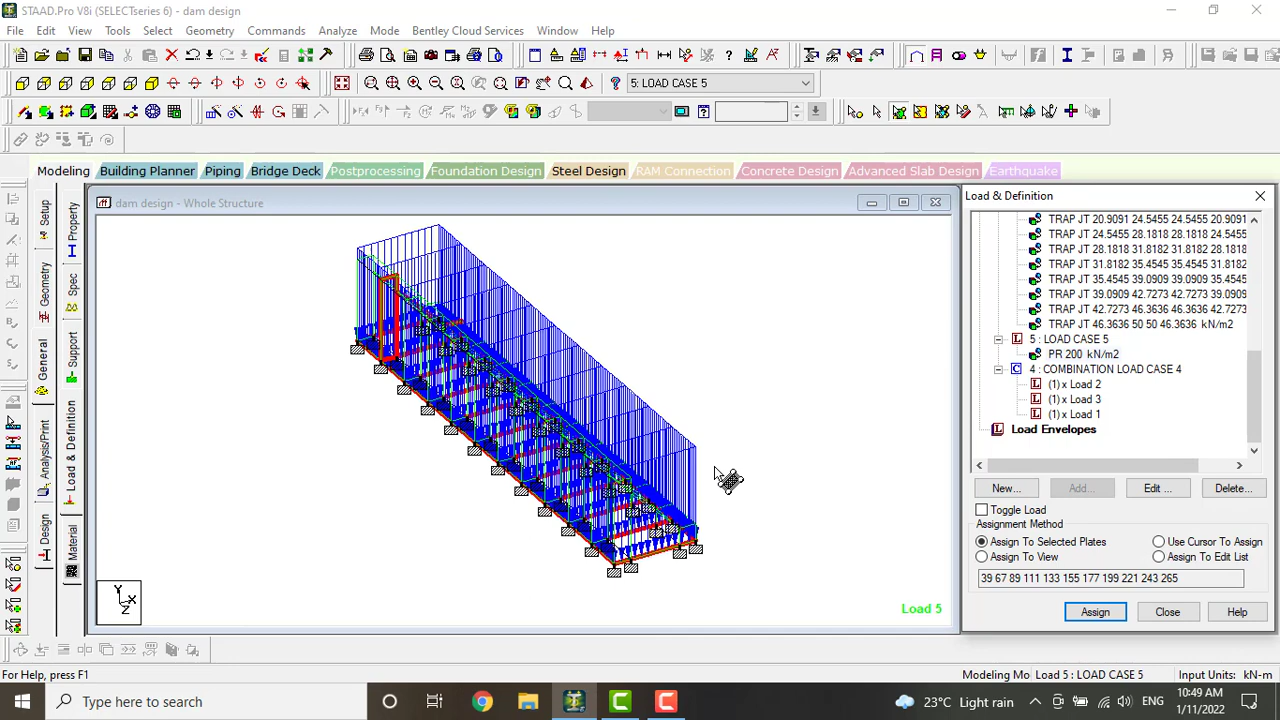 STAAD.Pro V8i (SELECTseries 6) - dam design
File Edit View Tools Select Geometry Commands Analyze Mode Bentley Cloud Services Window Help
5: LOAD CASE 5
Modeling Building Planner Piping Bridge Deck Postprocessing Foundation Design Steel Design RAM Connection Concrete Design Advanced Slab Design Earthquake
Setup
Geometry
General
Analysis/Print
Design
Property
Spec
Support
Load & Definition
Material
dam design - Whole Structure
Y
X
Z
Load 5
Load & Definition
TRAP JT 20.9091 24.5455 24.5455 20.9091
TRAP JT 24.5455 28.1818 28.1818 24.5455
TRAP JT 28.1818 31.8182 31.8182 28.1818
TRAP JT 31.8182 35.4545 35.4545 31.8182
TRAP JT 35.4545 39.0909 39.0909 35.4545
TRAP JT 39.0909 42.7273 42.7273 39.0909
TRAP JT 42.7273 46.3636 46.3636 42.7273
TRAP JT 46.3636 50 50 46.3636 kN/m2
5 : LOAD CASE 5
PR 200 kN/m2
4 : COMBINATION LOAD CASE 4
(1) x Load 2
(1) x Load 3
(1) x Load 1
Load Envelopes
New... Add... Edit ... Delete...
Toggle Load
Assignment Method
Assign To Selected Plates Use Cursor To Assign
Assign To View Assign To Edit List
39 67 89 111 133 155 177 199 221 243 265
Assign Close Help
For Help, press F1 Modeling Mo Load 5 : LOAD CASE 5 Input Units: kN-m
Type here to search
23°C Light rain
ENG
10:49 AM
1/11/2022